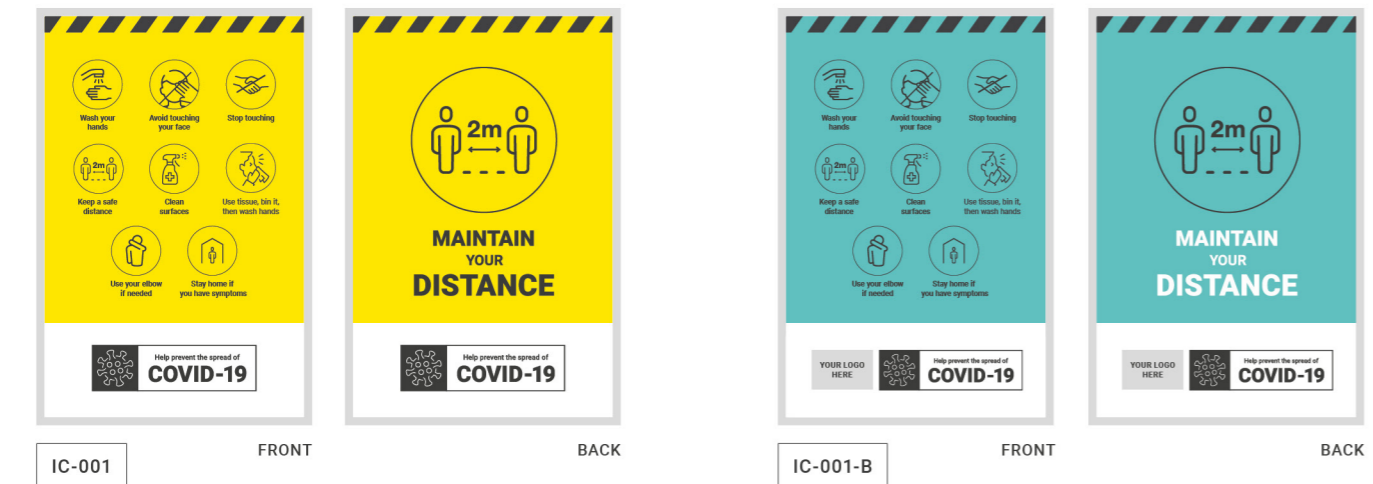 Wash your
hands
Avoid touching
your face
Stop touching
2m
Keep a safe
distance
Clean
surfaces
Use tissue, bin it,
then wash hands
Use your elbow
if needed
Stay home if
you have symptoms
Help prevent the spread of
COVID-19
IC-001
FRONT
2m
MAINTAIN
YOUR
DISTANCE
Help prevent the spread of
COVID-19
BACK
Wash your
hands
Avoid touching
your face
Stop touching
2m
Keep a safe
distance
Clean
surfaces
Use tissue, bin it,
then wash hands
Use your elbow
if needed
Stay home if
you have symptoms
YOUR LOGO
HERE
Help prevent the spread of
COVID-19
IC-001-B
FRONT
2m
MAINTAIN
YOUR
DISTANCE
YOUR LOGO
HERE
Help prevent the spread of
COVID-19
BACK